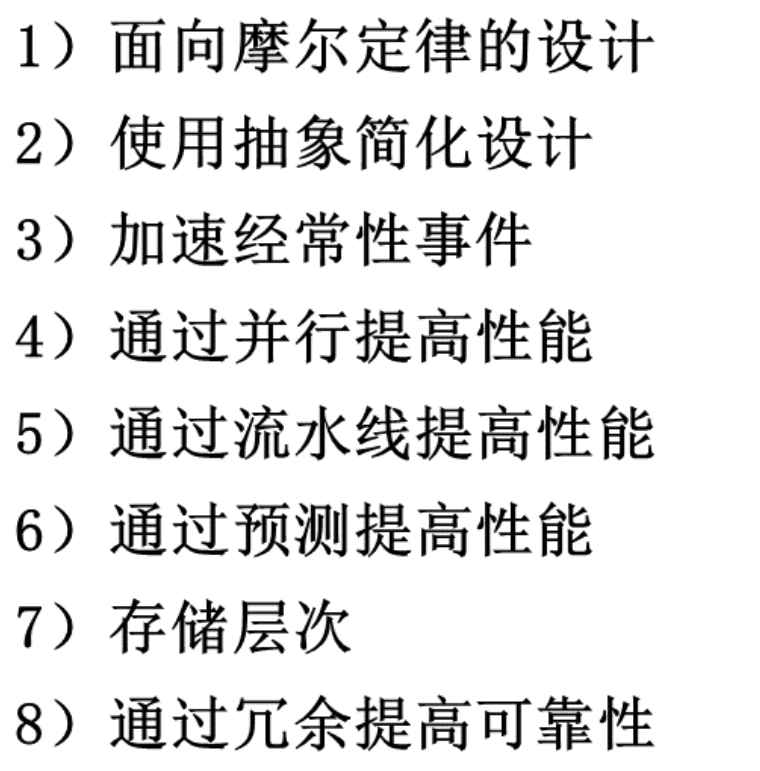 1）面向摩尔定律的设计
2）使用抽象简化设计
3）加速经常性事件
4）通过并行提高性能
5）通过流水线提高性能
6）通过预测提高性能
7）存储层次
8）通过冗余提高可靠性